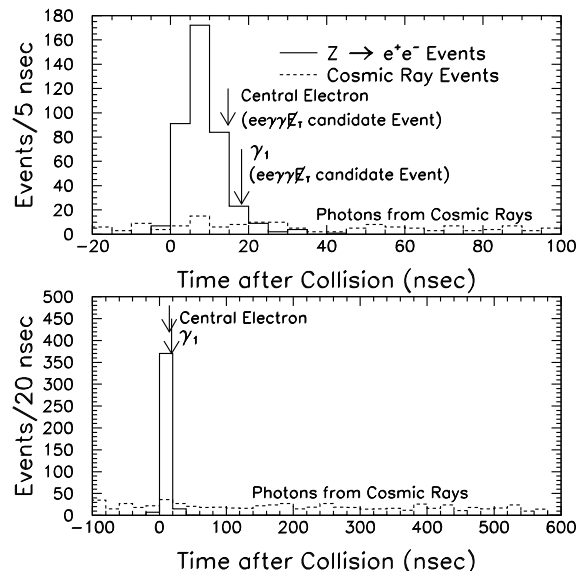 180
160
140
120
100
80
60
40
20
0
Events/5 nsec
Z → e⁺e⁻ Events
Cosmic Ray Events
Central Electron
(eeγγE̸_T candidate Event)
γ₁
(eeγγE̸_T candidate Event)
Photons from Cosmic Rays
-20 0 20 40 60 80 100
Time after Collision (nsec)
500
450
400
350
300
250
200
150
100
50
0
Events/20 nsec
Central Electron
γ₁
Photons from Cosmic Rays
-100 0 100 200 300 400 500 600
Time after Collision (nsec)